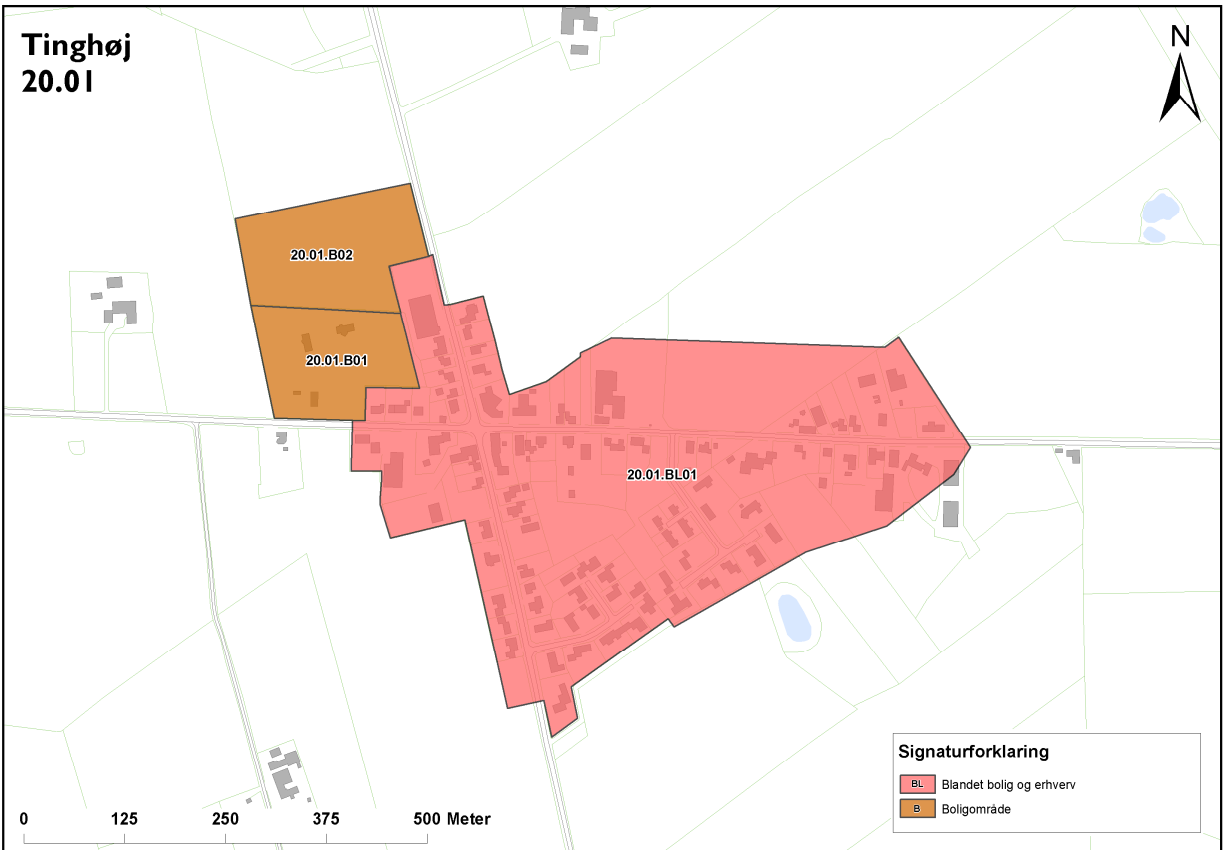 Tinghøj
20.01
N
20.01.B02
20.01.B01
20.01.BL01
Signaturforklaring
BL Blandet bolig og erhverv
B Boligområde
0 125 250 375 500 Meter